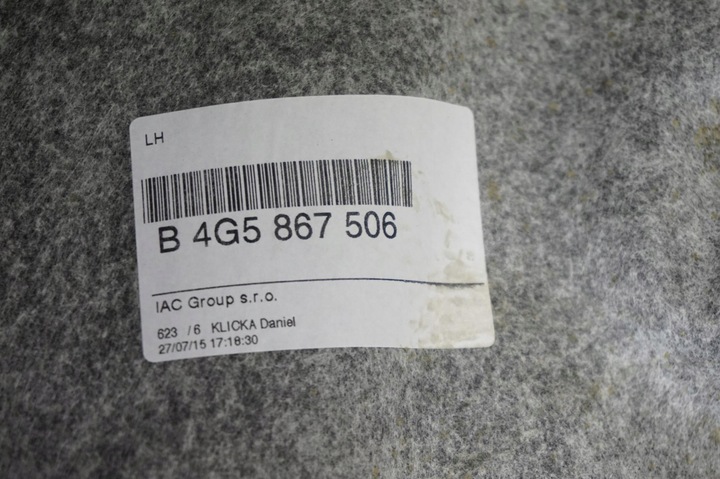 LH
B 4G5 867 506
IAC Group s.r.o.
623 /6 KLICKA Daniel
27/07/15 17:18:30